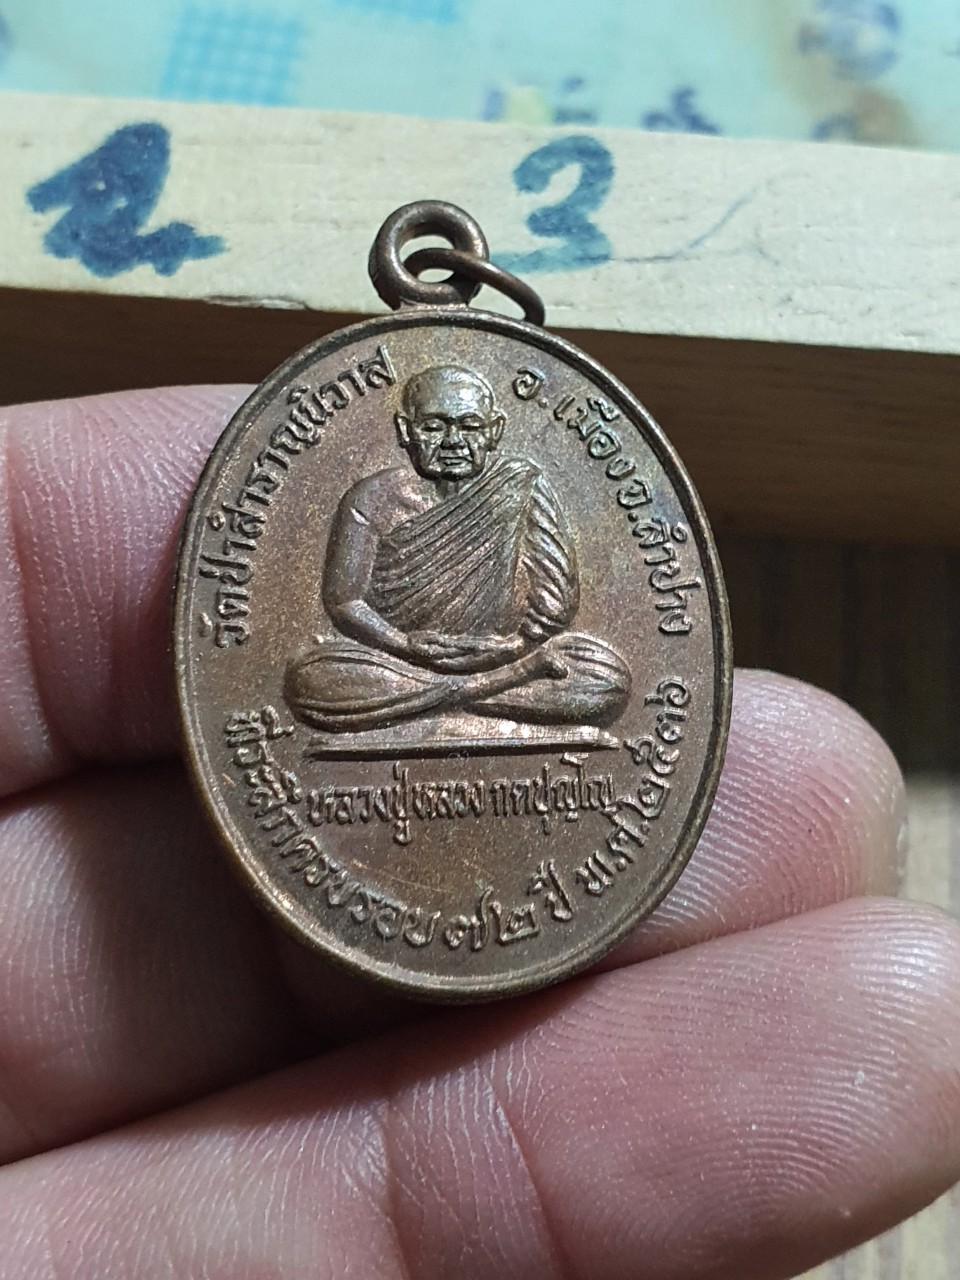 3
วัดป่าสำราญนิวาส
อ.เมือง จ.ลำปาง
หลวงปู่หลวง กตปุญโญ
ที่ระลึกครบรอบ ๗๒ ปี พ.ศ.๒๕๓๖